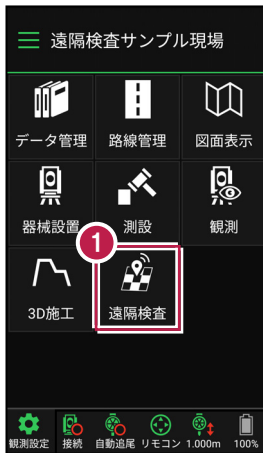 遠隔検査サンプル現場
データ管理 路線管理 図面表示
器械設置 測設 観測
1
3D施工 遠隔検査
観測設定 接続 自動追尾 リモコン 1.000m 100%